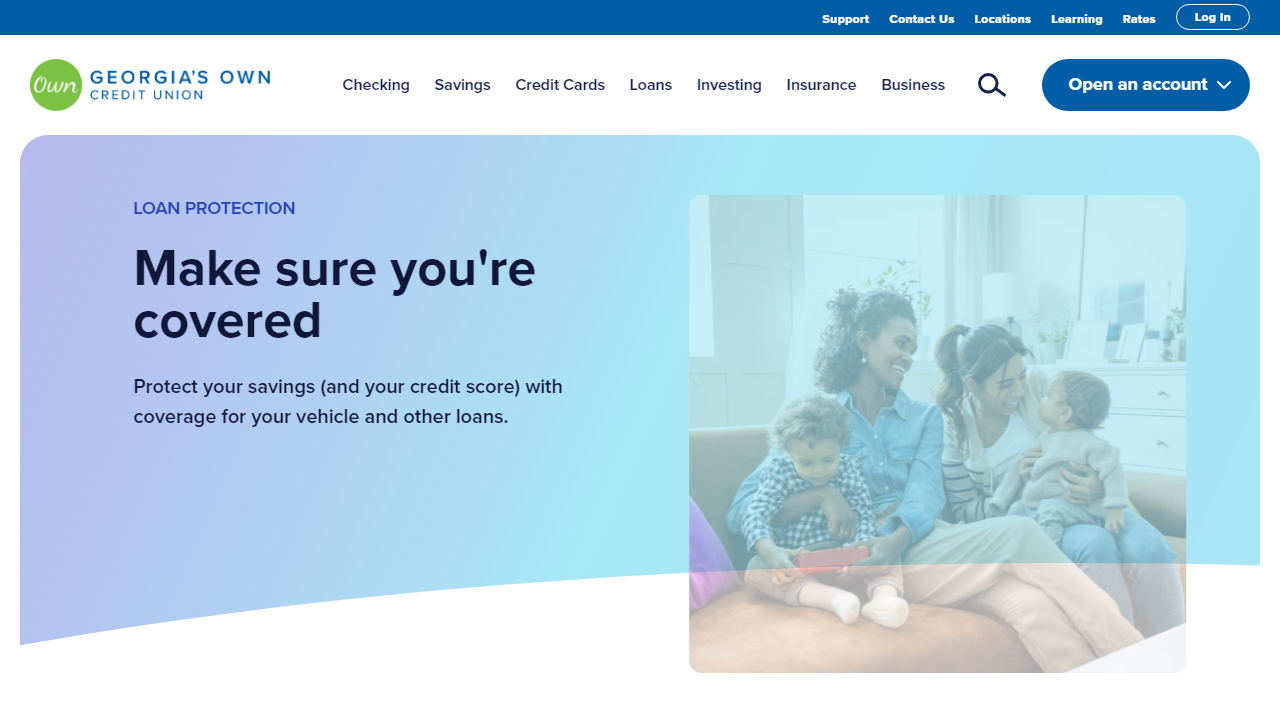 Support Contact Us Locations Learning Rates Log In
Own GEORGIA'S OWN
CREDIT UNION
Checking Savings Credit Cards Loans Investing Insurance Business Open an account
LOAN PROTECTION
Make sure you're
covered
Protect your savings (and your credit score) with
coverage for your vehicle and other loans.